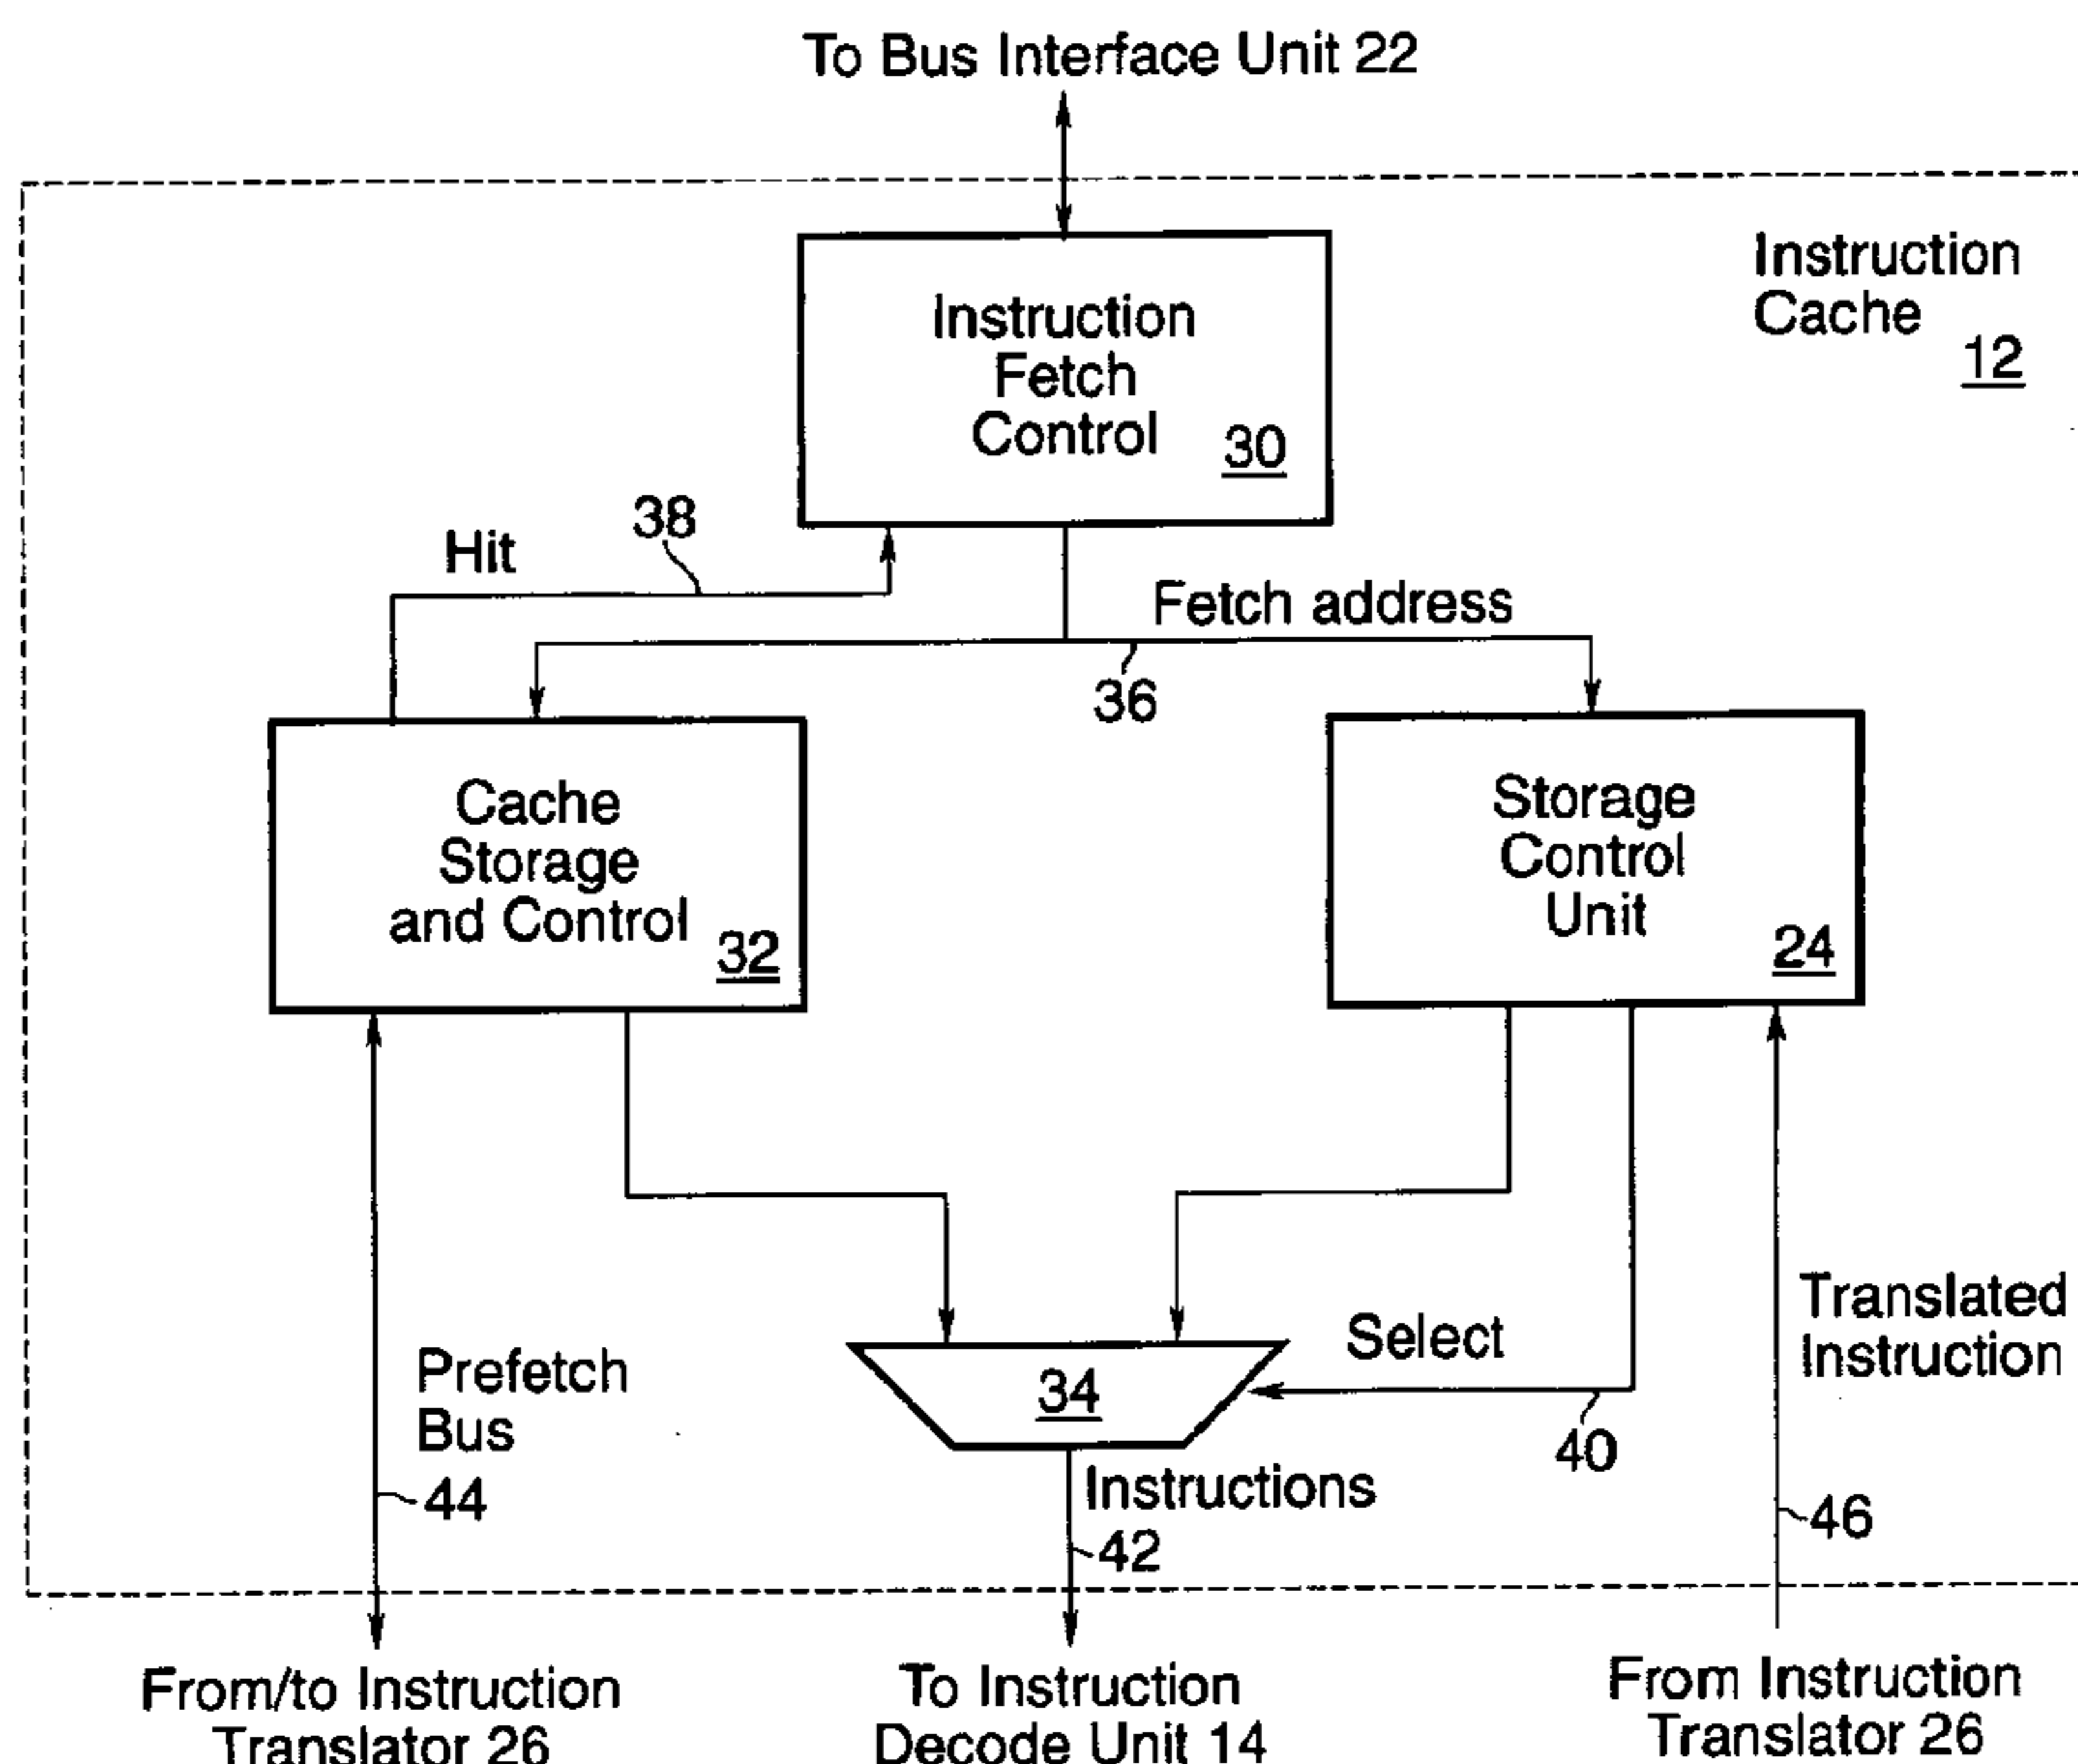 To Bus Interface Unit 22
Instruction
Cache
12
Instruction
Fetch
Control
30
38
Hit
Fetch address
36
Cache
Storage
and Control
32
Storage
Control
Unit
24
Translated
Instruction
Select
34
Prefetch
Bus
40
44
Instructions
42
46
From/to Instruction
Translator 26
To Instruction
Decode Unit 14
From Instruction
Translator 26